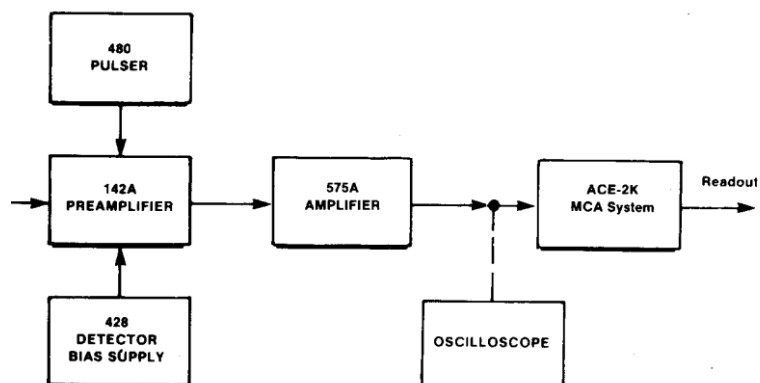 480
PULSER
142A
PREAMPLIFIER
575A
AMPLIFIER
ACE-2K
MCA System
Readout
428
DETECTOR
BIAS SUPPLY
OSCILLOSCOPE